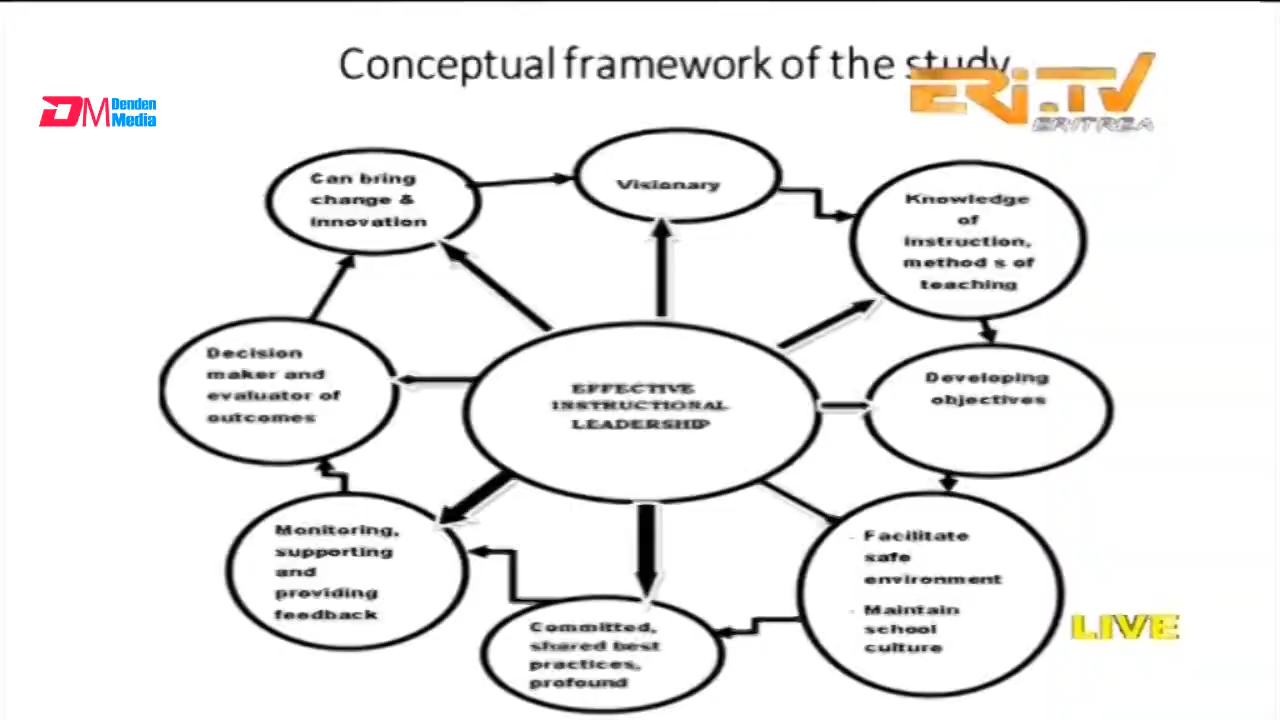 Conceptual framework of the study
DM Denden
Media
ERi.TV
ERITREA
Can bring
change &
innovation
Visionary
Knowledge
of
instruction,
method s of
teaching
Decision
maker and
evaluator of
outcomes
EFFECTIVE
INSTRUCTIONAL
LEADERSHIP
Developing
objectives
Monitoring,
supporting
and
providing
feedback
Committed,
shared best
practices,
profound
- Facilitate
safe
environment
- Maintain
school
culture
LIVE